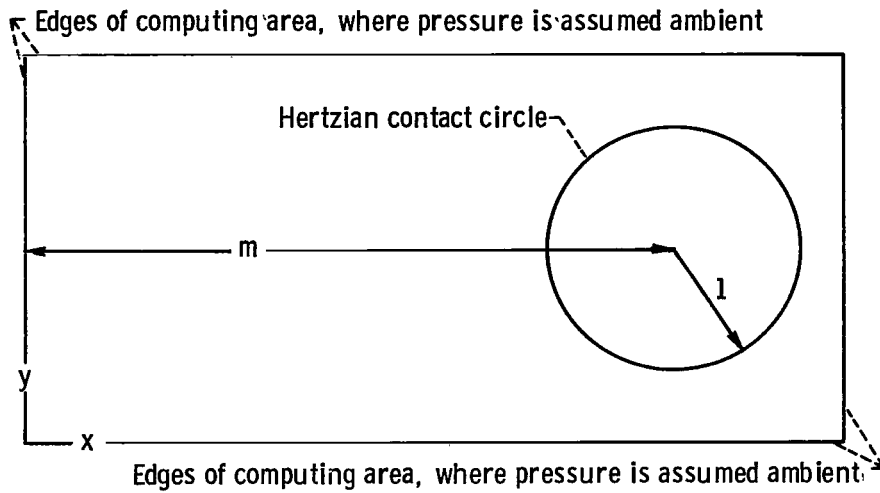 Edges of computing area, where pressure is assumed ambient
Hertzian contact circle
m
1
y
x
Edges of computing area, where pressure is assumed ambient